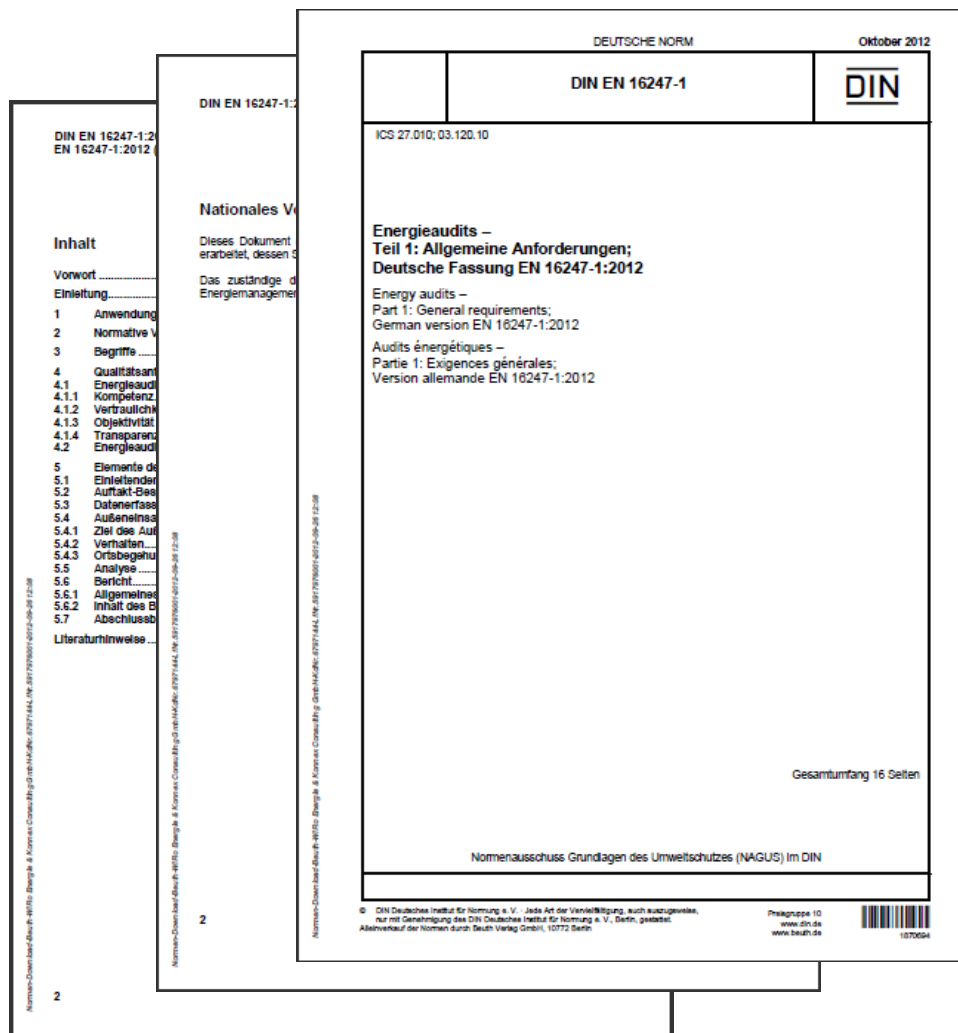 DEUTSCHE NORM
Oktober 2012
DIN EN 16247-1
DIN
ICS 27.010; 03.120.10
Energieaudits –
Teil 1: Allgemeine Anforderungen;
Deutsche Fassung EN 16247-1:2012
Energy audits –
Part 1: General requirements;
German version EN 16247-1:2012
Audits énergétiques –
Partie 1: Exigences générales;
Version allemande EN 16247-1:2012
Gesamtumfang 16 Seiten
Normenausschuss Grundlagen des Umweltschutzes (NAGUS) im DIN
© DIN Deutsches Institut für Normung e. V. · Jede Art der Vervielfältigung, auch auszugsweise,
nur mit Genehmigung des DIN Deutsches Institut für Normung e. V., Berlin, gestattet.
Alleinverkauf der Normen durch Beuth Verlag GmbH, 10772 Berlin
Preisgruppe 10
www.din.de
www.beuth.de
DIN EN 16247-1:2
Nationales V
Dieses Dokument
erarbeitet, dessen S
Das zuständige d
Energiemanagemen
2
DIN EN 16247-1:20
EN 16247-1:2012 (
Inhalt
Vorwort
Einleitung
1 Anwendung
2 Normative V
3 Begriffe
4 Qualitätsanf
4.1 Energieaudi
4.1.1 Kompetenz
4.1.2 Vertraulichk
4.1.3 Objektivität
4.1.4 Transparenz
4.2 Energieaudi
5 Elemente de
5.1 Einleitender
5.2 Auftakt-Bes
5.3 Datenerfass
5.4 Außeneinsa
5.4.1 Ziel des Auß
5.4.2 Verhalten
5.4.3 Ortsbegehu
5.5 Analyse
5.6 Bericht
5.6.1 Allgemeines
5.6.2 Inhalt des B
5.7 Abschlussb
Literaturhinweise
2